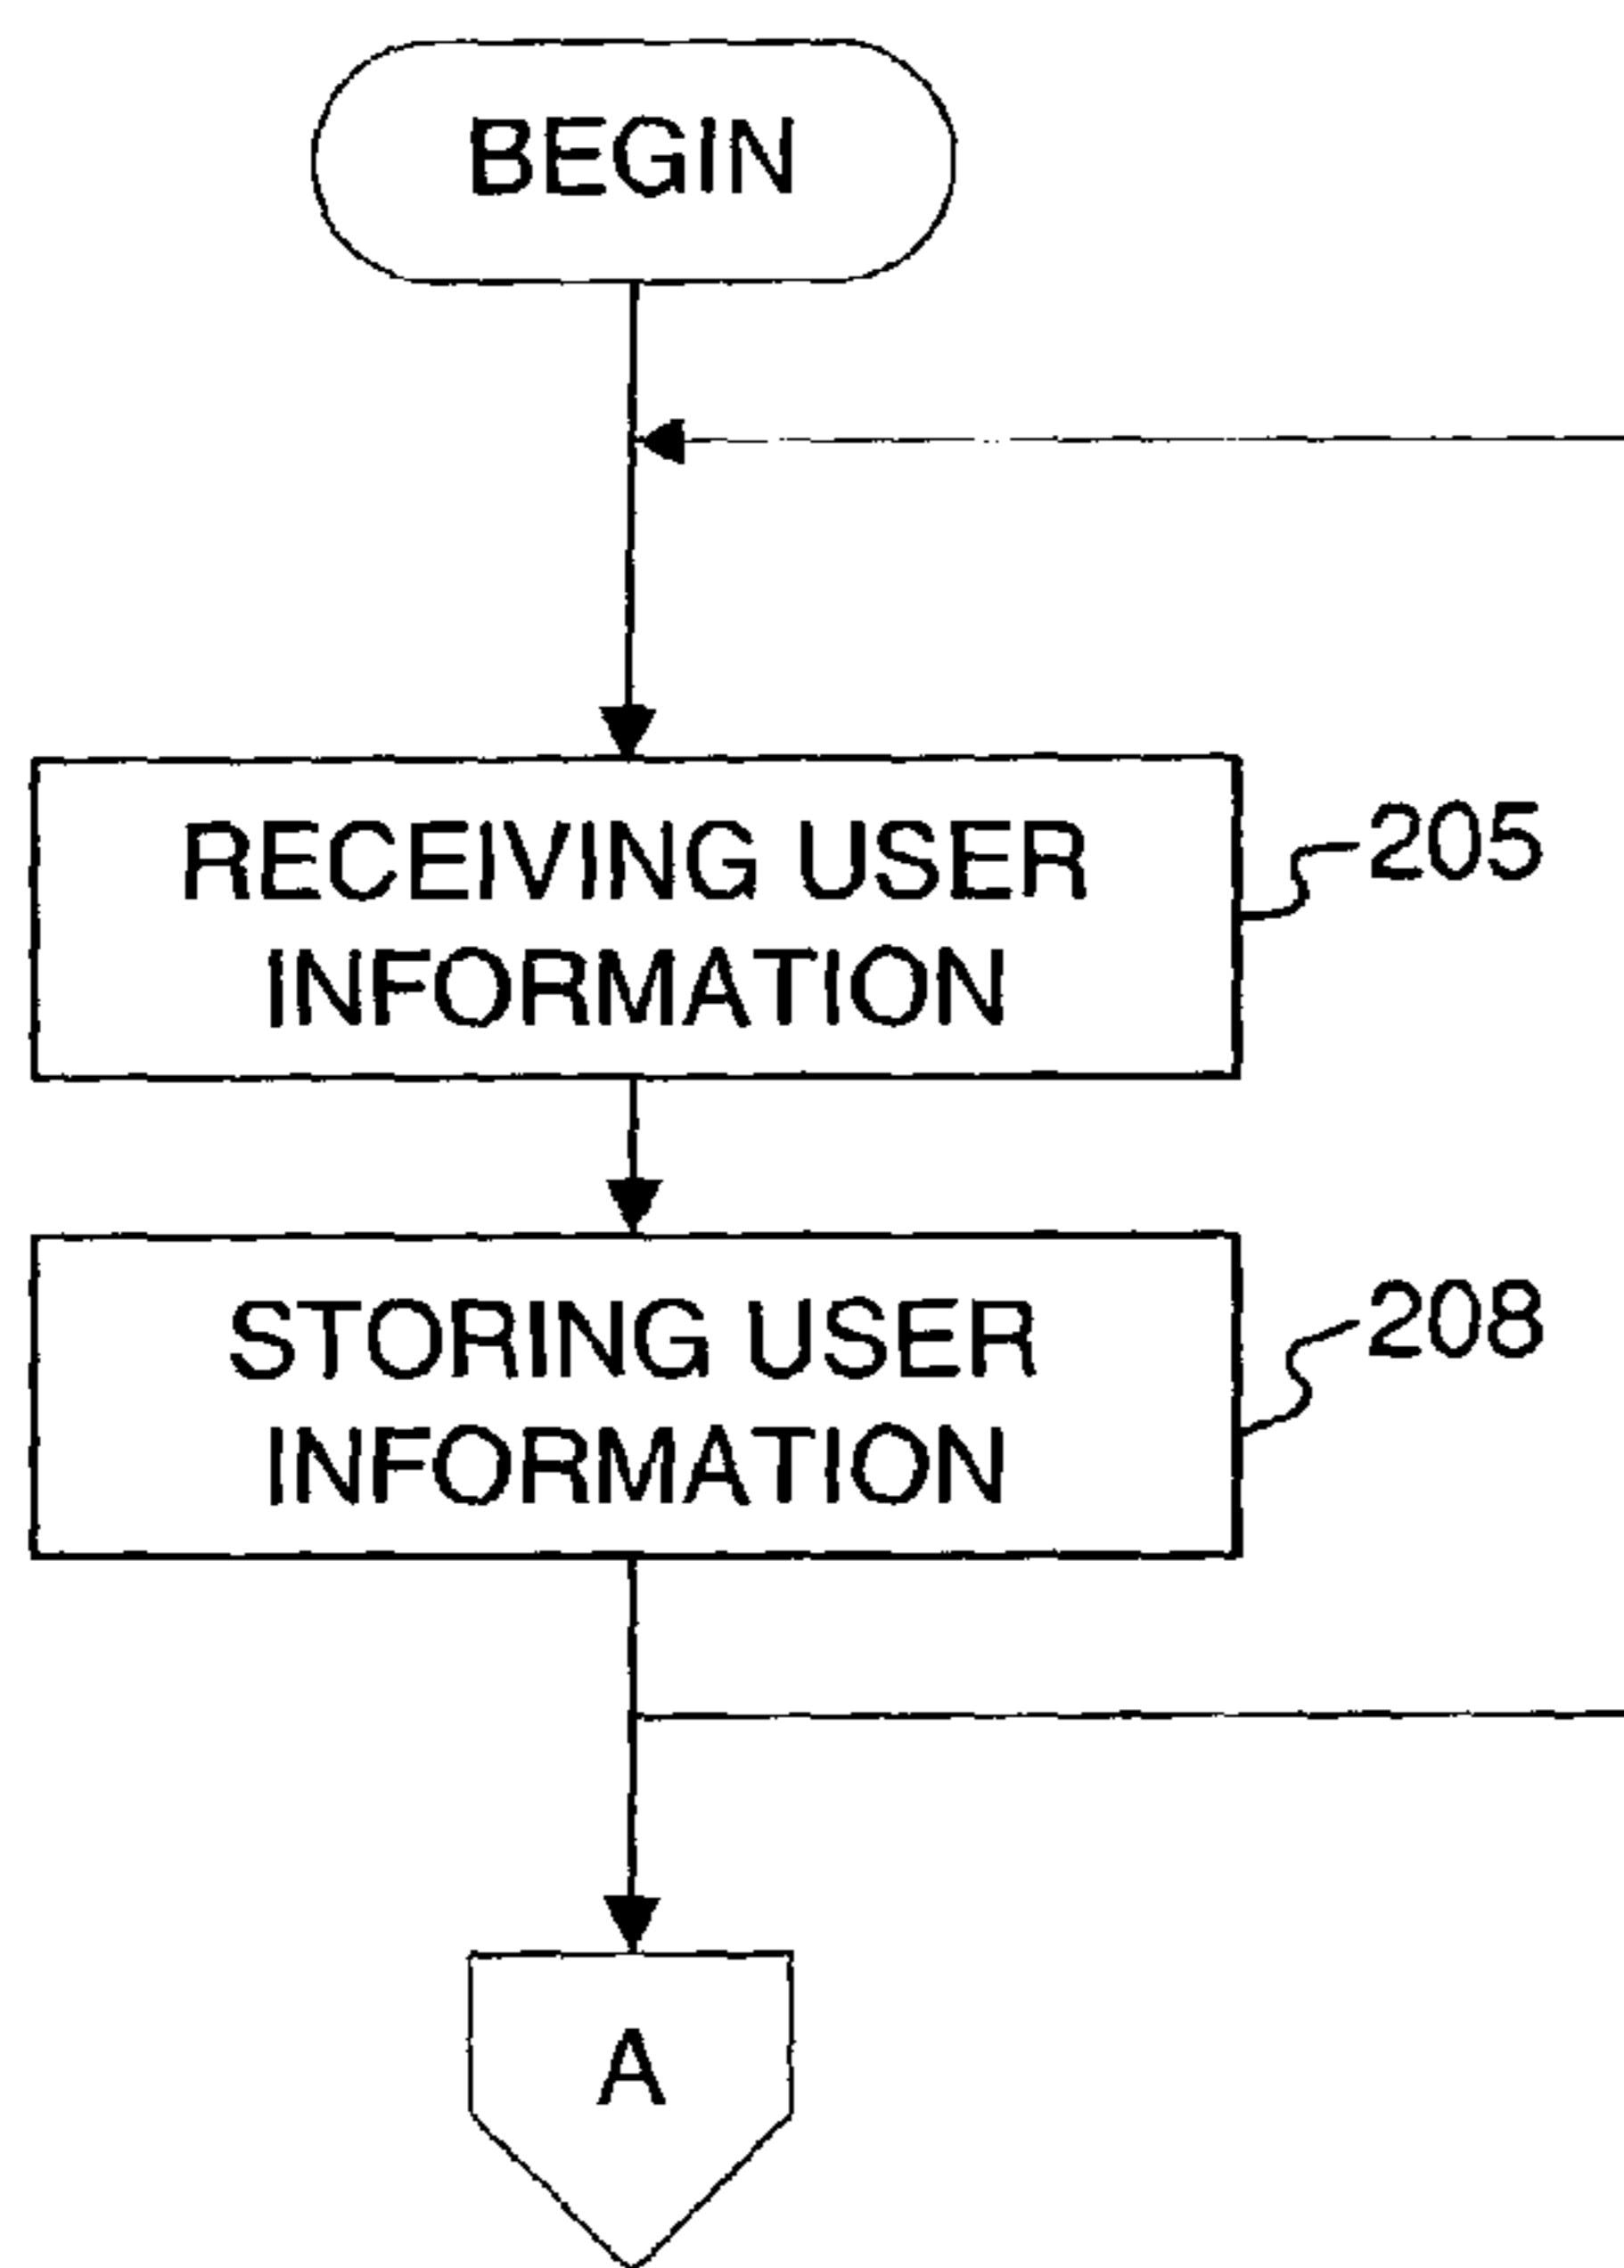 BEGIN
RECEIVING USER
INFORMATION
205
STORING USER
INFORMATION
208
A